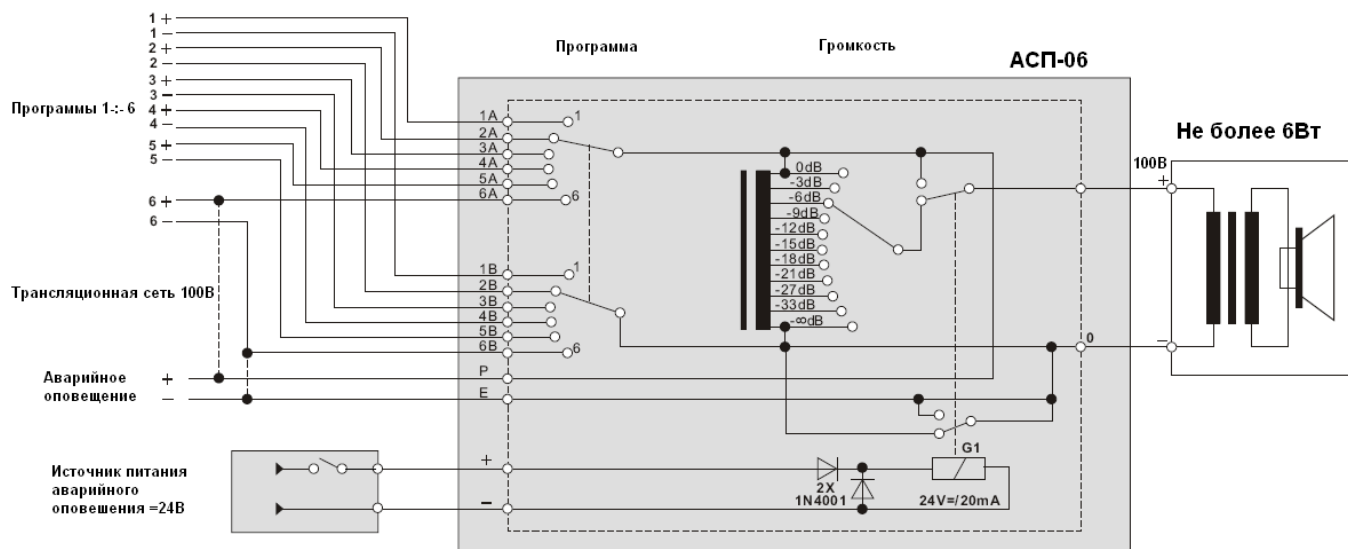 1 +
1 –
2 +
2 –
3 +
3 –
4 +
4 –
5 +
5 –
6 +
6 –
Программы 1-:- 6
Трансляционная сеть 100В
Аварийное
оповещение
+
–
Источник питания
аварийного
оповешения =24В
Программа
Громкость
АСП-06
1A
2A
3A
4A
5A
6A
1
6
1B
2B
3B
4B
5B
6B
1
6
P
E
+
–
0dB
-3dB
-6dB
-9dB
-12dB
-15dB
-18dB
-21dB
-27dB
-33dB
-∞dB
0
G1
2X
1N4001
24V=/20mA
Не более 6Вт
100В
+
–